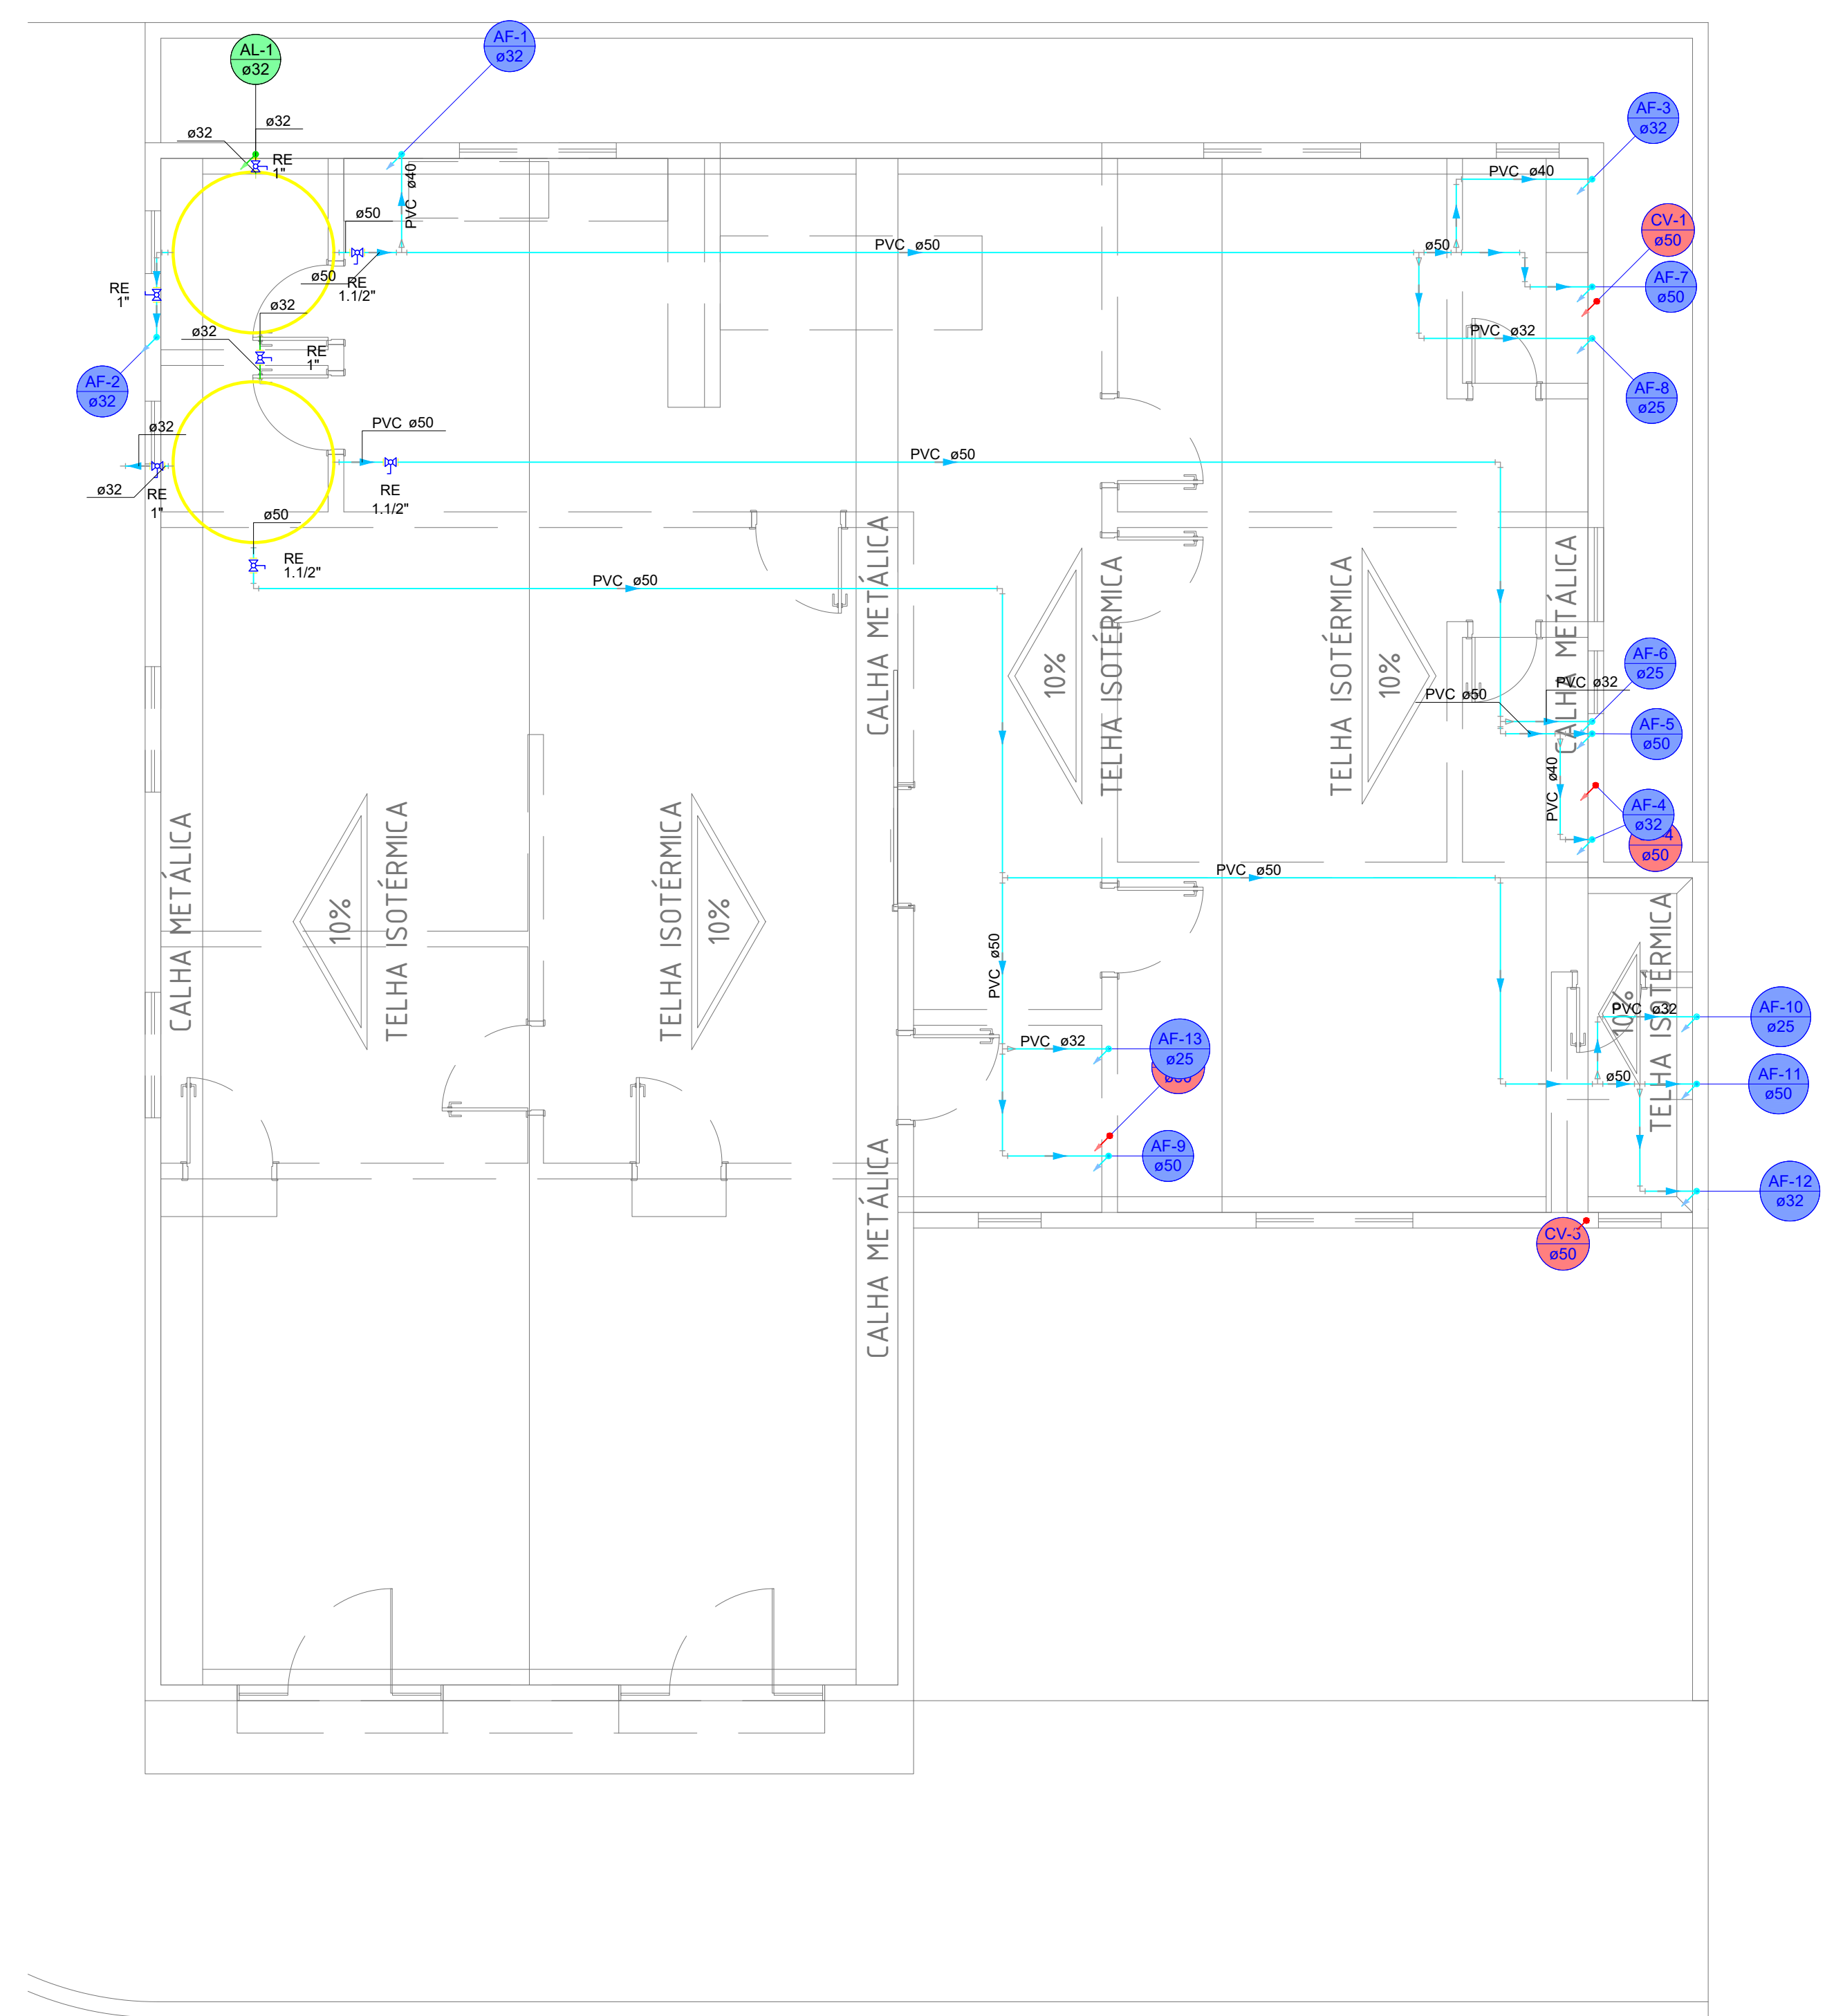 AL-1
ø32
AF-1
ø32
AF-3
ø32
ø32
ø32
RE
1"
PVC ø40
PVC ø40
ø50
CV-1
ø50
PVC ø50
ø50
ø50
RE
1.1/2"
AF-7
ø50
RE
1"
ø32
ø32
RE
1"
PVC ø32
AF-2
ø32
AF-8
ø25
ø32
PVC ø50
PVC ø50
ø32
RE
1"
RE
1.1/2"
ø50
RE
1.1/2"
PVC ø50
CALHA METÁLICA
TELHA ISOTÉRMICA
10%
TELHA ISOTÉRMICA
10%
CALHA METÁLICA
AF-6
ø25
PVC ø32
PVC ø50
AF-5
ø50
PVC ø40
AF-4
ø32
4
ø50
CALHA METÁLICA
10%
TELHA ISOTÉRMICA
TELHA ISOTÉRMICA
10%
PVC ø50
PVC ø50
TELHA ISOTÉRMICA
10%
PVC ø32
AF-10
ø25
PVC ø32
AF-13
ø25
ø50
AF-11
ø50
AF-9
ø50
AF-12
ø32
CV-3
ø50
CALHA METÁLICA